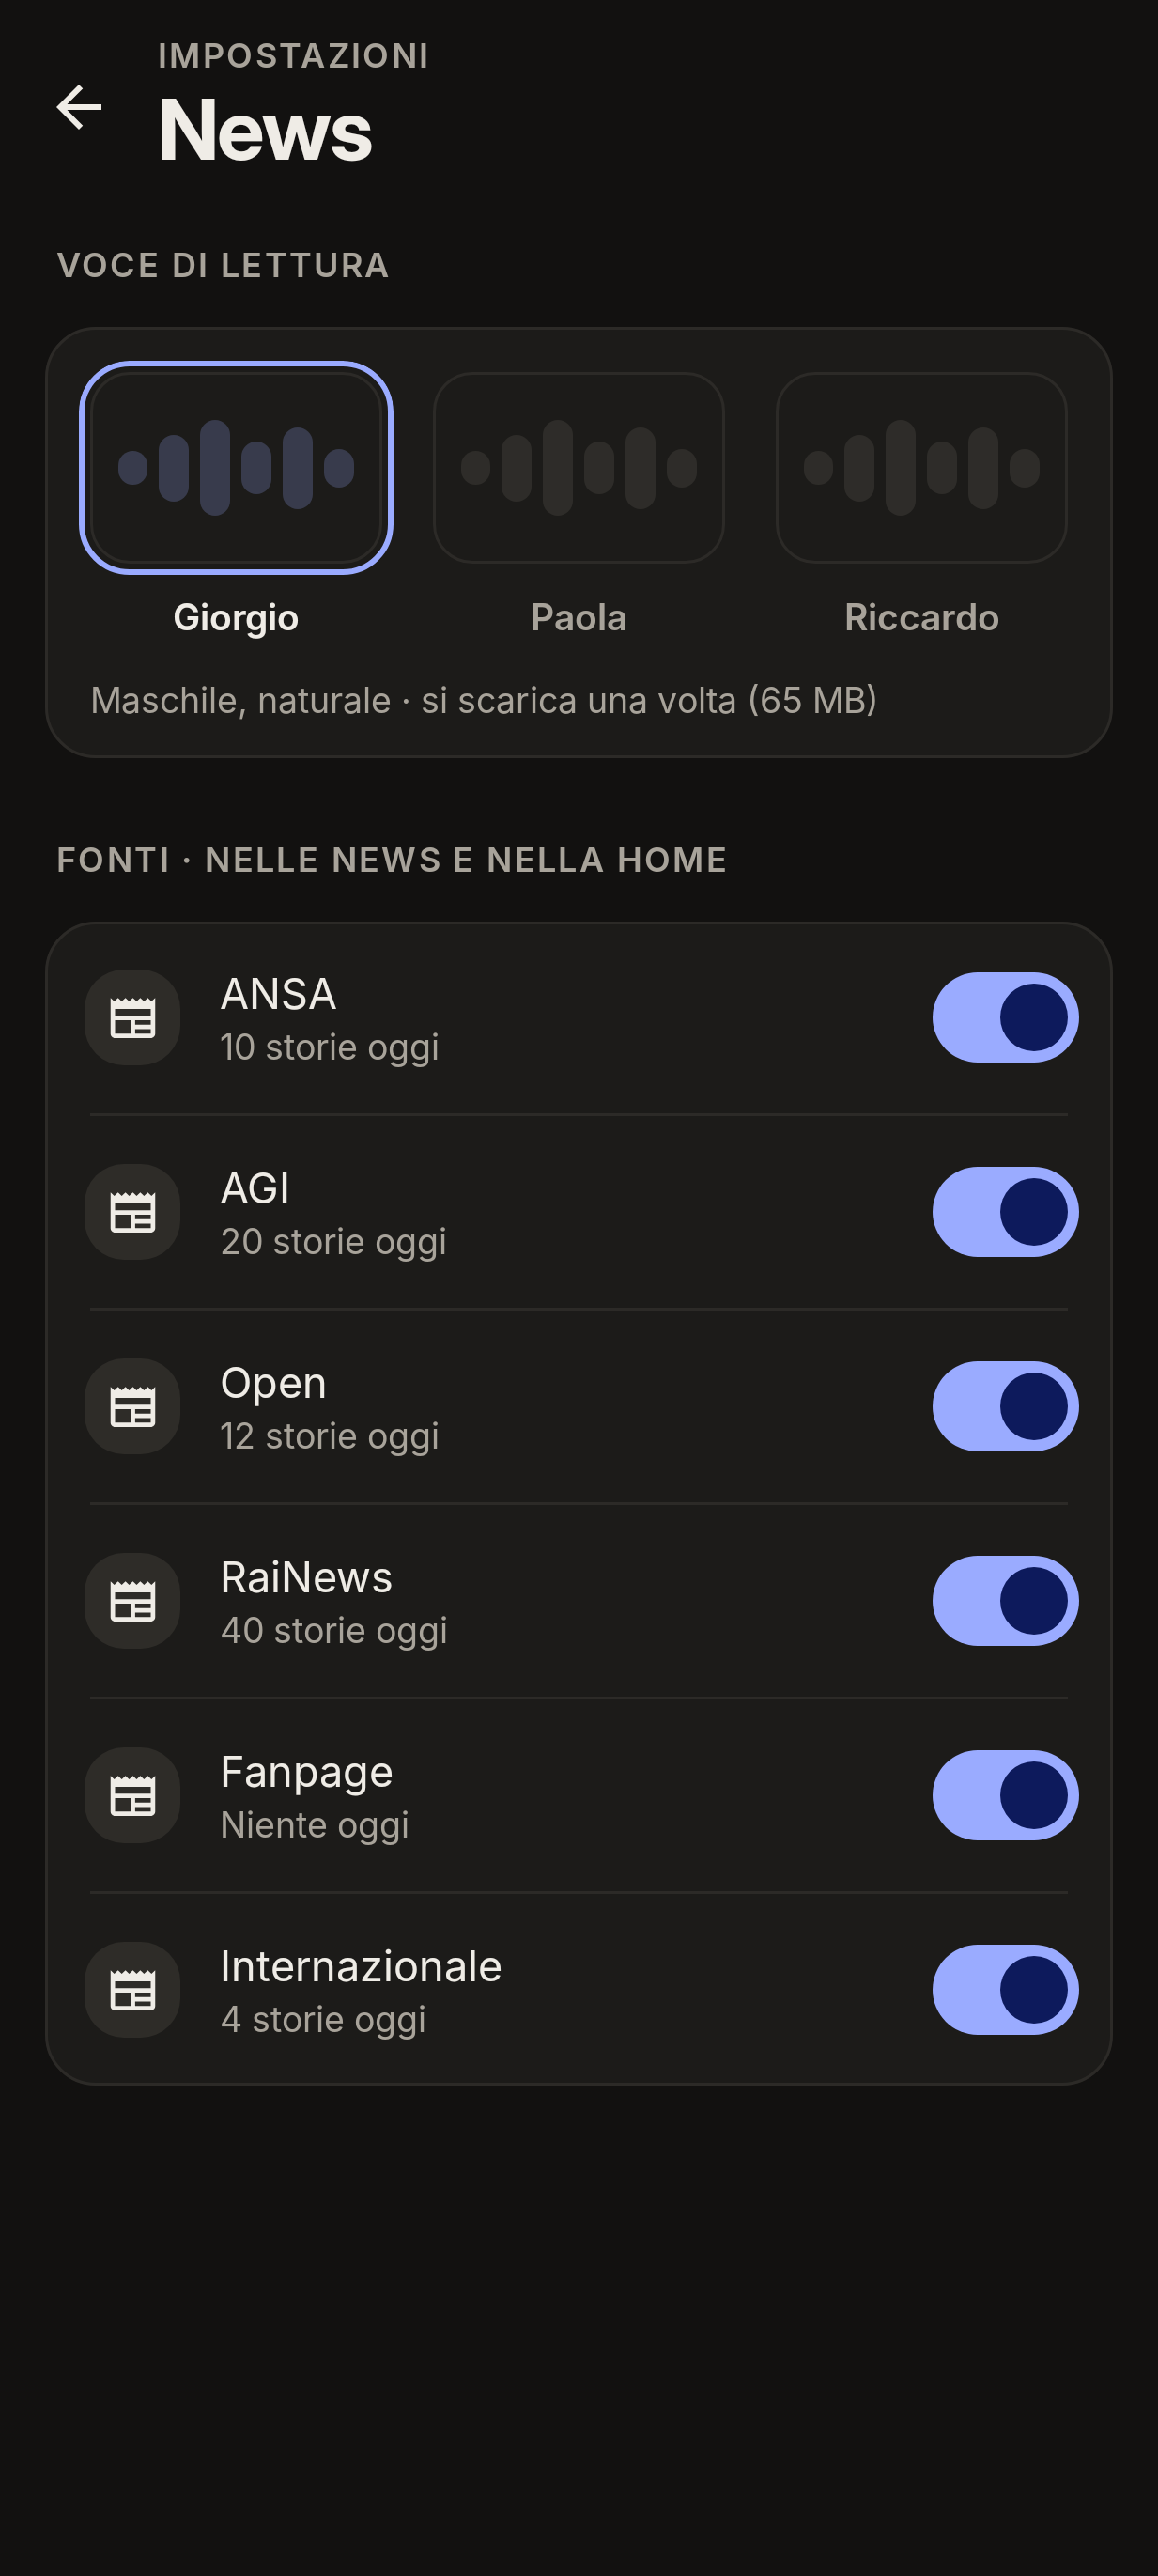 IMPOSTAZIONI
News
VOCE DI LETTURA
Giorgio
Paola
Riccardo
Maschile, naturale · si scarica una volta (65 MB)
FONTI · NELLE NEWS E NELLA HOME
ANSA
10 storie oggi
AGI
20 storie oggi
Open
12 storie oggi
RaiNews
40 storie oggi
Fanpage
Niente oggi
Internazionale
4 storie oggi